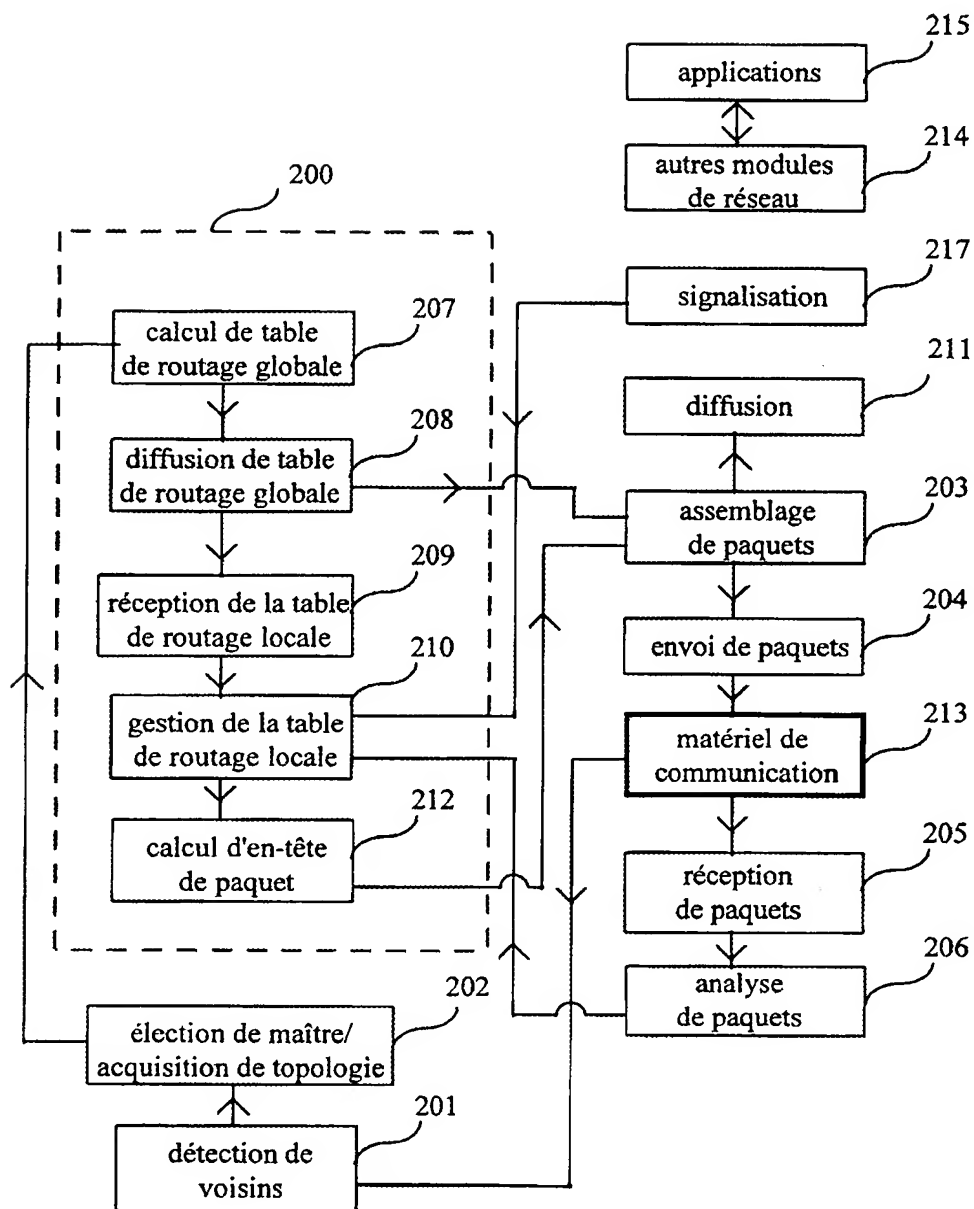 215
applications
214
autres modules
de réseau
200
217
signalisation
207
calcul de table
de routage globale
211
diffusion
208
diffusion de table
de routage globale
203
assemblage
de paquets
209
réception de la table
de routage locale
204
envoi de paquets
210
gestion de la table
de routage locale
213
matériel de
communication
212
calcul d'en-tête
de paquet
205
réception
de paquets
206
analyse
de paquets
202
élection de maître/
acquisition de topologie
201
détection de
voisins